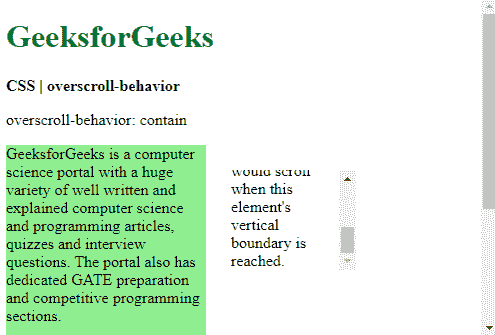 GeeksforGeeks
CSS | overscroll-behavior
overscroll-behavior: contain
GeeksforGeeks is a computer
science portal with a huge
variety of well written and
explained computer science
and programming articles,
quizzes and interview
questions. The portal also has
dedicated GATE preparation
and competitive programming
sections.
would scroll
when this
element's
vertical
boundary is
reached.